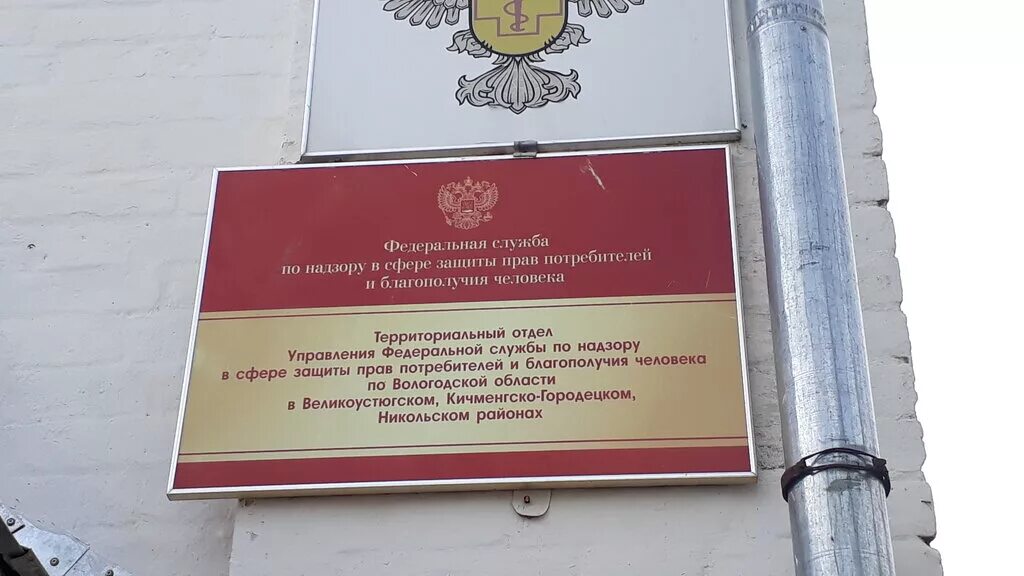 Федеральная служба
по надзору в сфере защиты прав потребителей
и благополучия человека
Территориальный отдел
Управления Федеральной службы по надзору
в сфере защиты прав потребителей и благополучия человека
по Вологодской области
в Великоустюгском, Кичменгско-Городецком,
Никольском районах